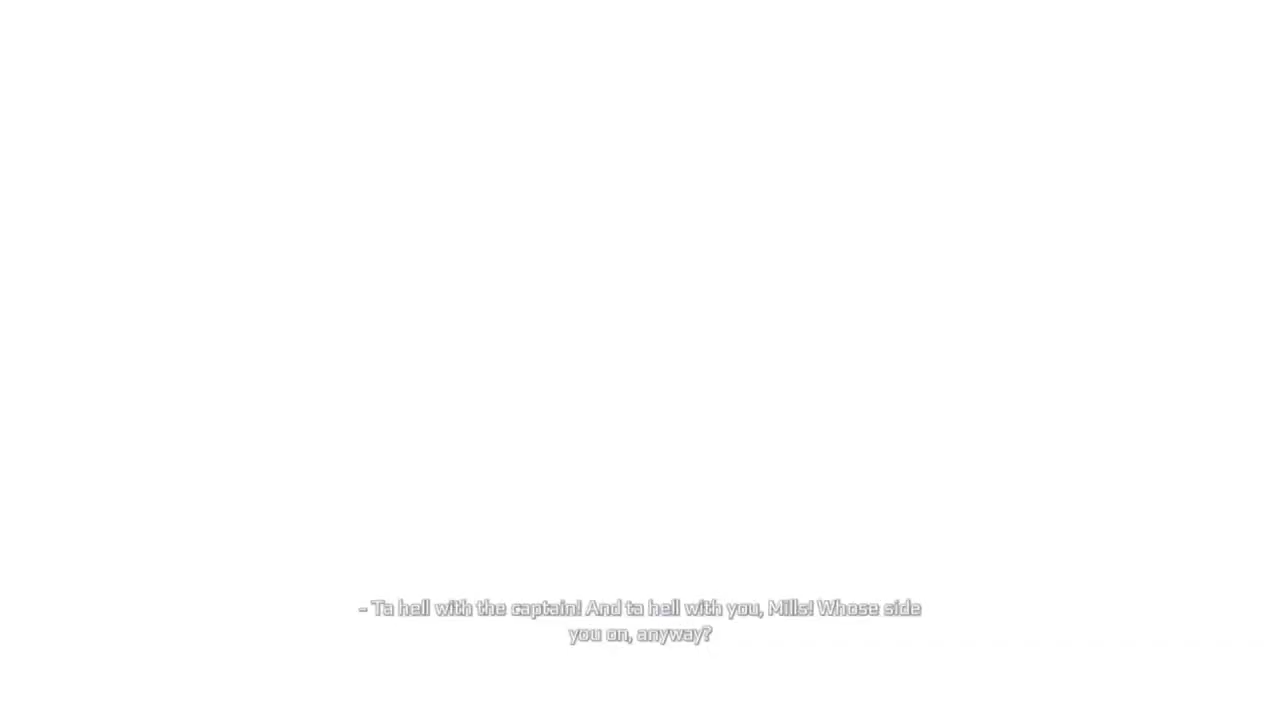 - Ta hell with the captain! And ta hell with you, Mills! Whose side
you on, anyway?